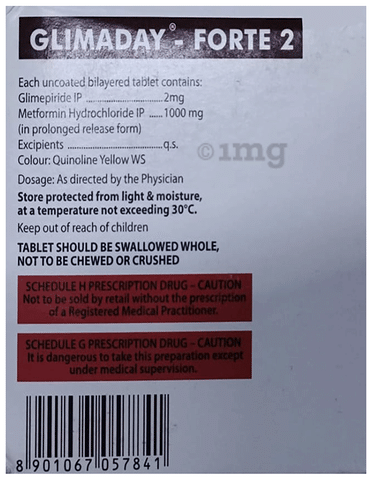 GLIMADAY® - FORTE 2
Each uncoated bilayered tablet contains:
Glimepiride IP ..............................2mg
Metformin Hydrochloride IP ......1000 mg
(in prolonged release form)
Excipients .....................................q.s.
Colour: Quinoline Yellow WS
Dosage: As directed by the Physician
Store protected from light & moisture,
at a temperature not exceeding 30°C.
Keep out of reach of children
TABLET SHOULD BE SWALLOWED WHOLE,
NOT TO BE CHEWED OR CRUSHED
SCHEDULE H PRESCRIPTION DRUG – CAUTION
Not to be sold by retail without the prescription
of a Registered Medical Practitioner.
SCHEDULE G PRESCRIPTION DRUG – CAUTION
It is dangerous to take this preparation except
under medical supervision.
8 901067 057841
©1mg